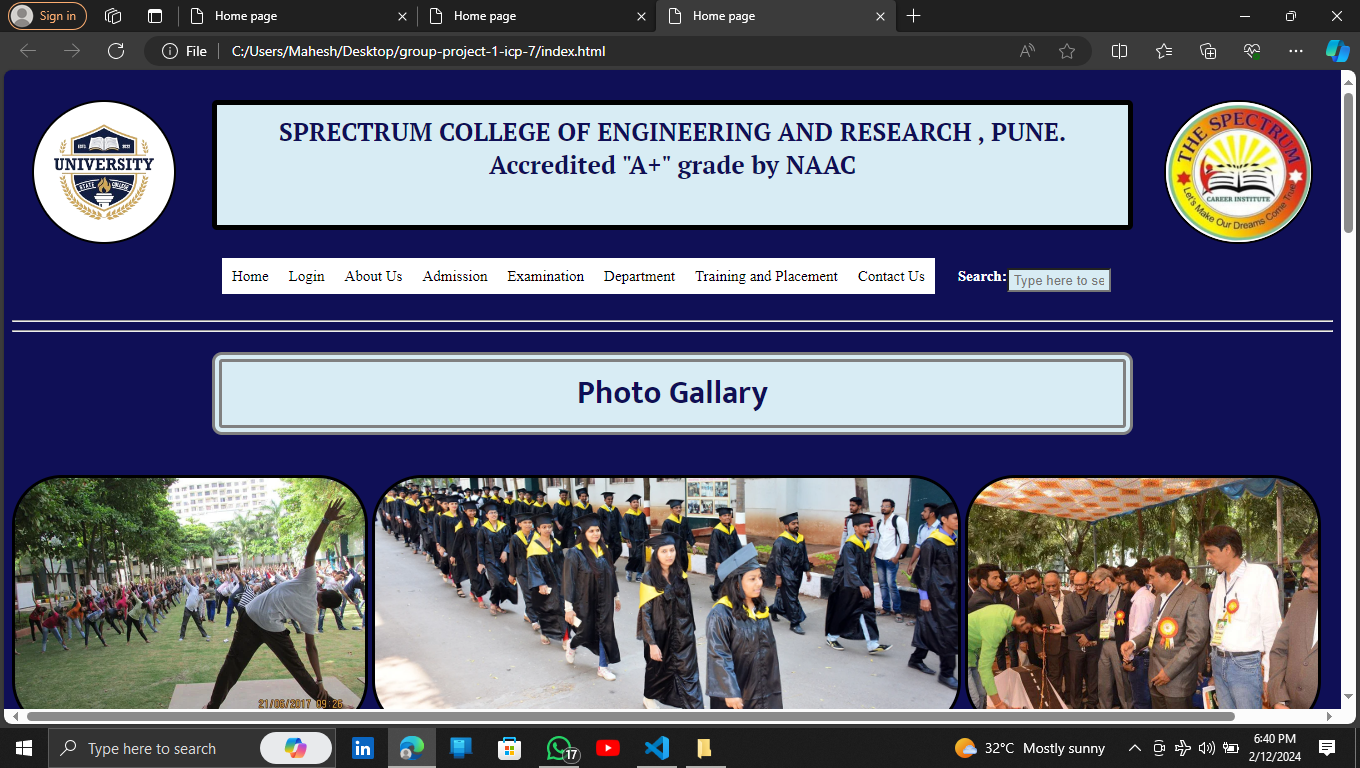 Sign in
Home page
Home page
Home page
File
C:/Users/Mahesh/Desktop/group-project-1-icp-7/index.html
SPRECTRUM COLLEGE OF ENGINEERING AND RESEARCH , PUNE.
Accredited "A+" grade by NAAC
ESTD. 2022
UNIVERSITY
STATE COLLEGE
THE SPECTRUM
CAREER INSTITUTE
Let's Make Our Dreams Come True
Home Login About Us Admission Examination Department Training and Placement Contact Us
Search: Type here to se
Photo Gallary
21/06/2017 09:26
Type here to search
17
32°C Mostly sunny
6:40 PM
2/12/2024